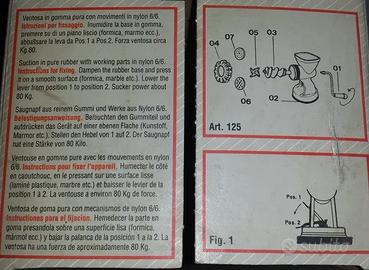 Ventosa in gomma pura con movimenti in nylon 6/6.
Istruzioni per fissaggio. Inumidire la base in gomma,
premere su di un piano liscio (formica, marmo ecc.),
abbassare la leva da Pos.1 a Pos.2. Forza ventosa circa
Kg 80.
Suction in pure rubber with working parts in nylon 6/6.
Instructions for fixing. Dampen the rubber base and press
it on a smooth surface (formica, marble etc.). Lower the
lever from position 1 to position 2. Sucker power about
80 Kg.
Saugnapf aus reinem Gummi und Werke aus Nylon 6/6.
Befestigungsanweisung. Befeuchten den Gummiteil und
aufdrücken das Gerät auf einer ebenen Flache (Kunststoff,
Marmor etc.). Stellen den Hebel von 1 auf 2. Der Saugnapf
hat eine Stärke von 80 Kilo.
Ventouse en gomme pure avec les mouvements en nylon
6/6. Instructions pour fixer l'appareil. Humecter le côté
en caoutchouc, en le pressant sur une surface lisse
(laminé plastique, marbre etc.) et baisser le levier de la
position 1 à 2. La ventouse a environ 80 Kg de force.
Ventosa de goma pura con mecanismos de nylon 6/6.
Instrucciones para el fijacion. Hemedecer la parte en
goma presandola sobre una superficie lisa (formica,
mármol ecc.) y bajar la palanca de la posición 1 a la 2. La
ventosa ha una fuerza de aproximadamente 80 Kg.
04
07
05
03
02
01
06
Art. 125
Pos. 1
Pos. 2
Fig. 1
subito